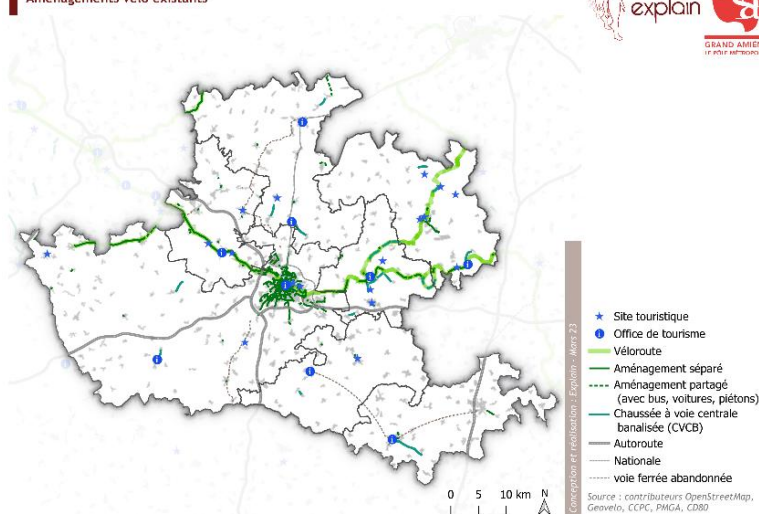 Aménagements vélo existants
explain
GRAND AMIÉ
LE PÔLE MÉTROPO
Site touristique
Office de tourisme
Véloroute
Aménagement séparé
Aménagement partagé
(avec bus, voitures, piétons)
Chaussée à voie centrale
banalisée (CVCB)
Autoroute
Nationale
voie ferrée abandonnée
0 5 10 km N
Source : contributeurs OpenStreetMap,
Geovelo, CCPC, PMGA, CD80
Conception et réalisation : Explain - Mars 23